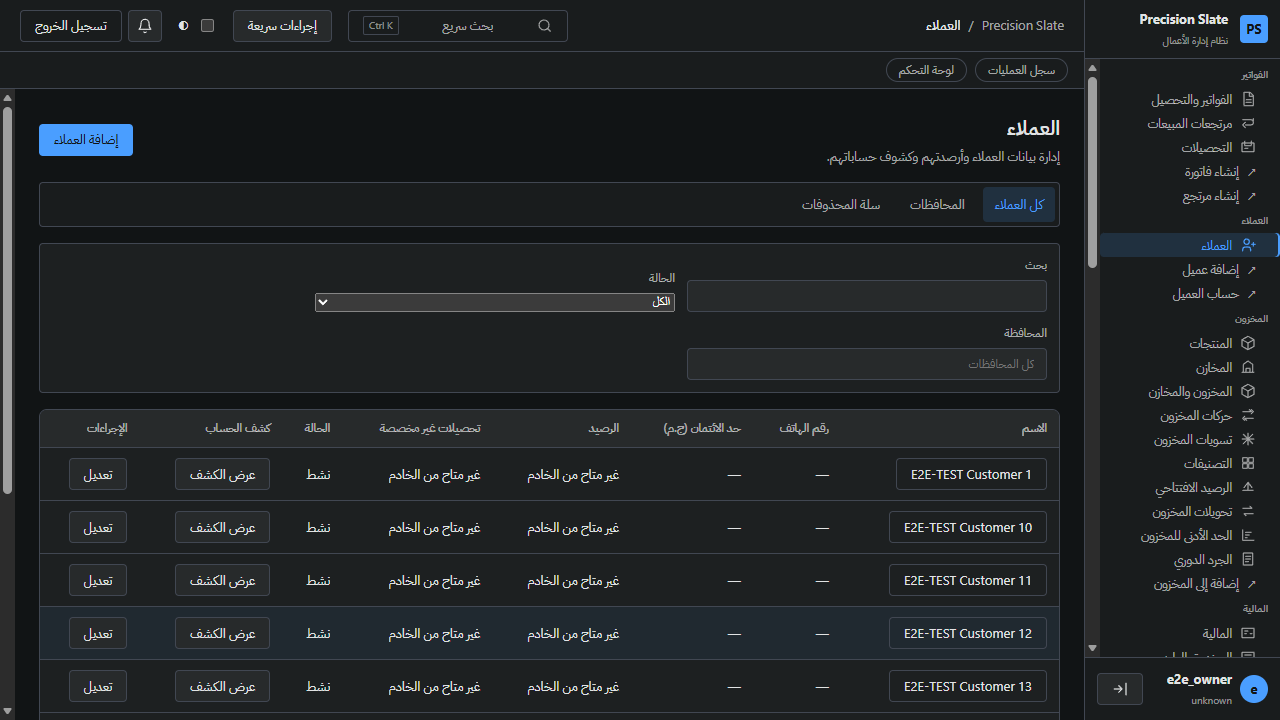 Precision Slate
نظام إدارة الأعمال
PS
Precision Slate / العملاء
بحث سريع Ctrl K
إجراءات سريعة
تسجيل الخروج
سجل العمليات
لوحة التحكم
الفواتير
الفواتير والتحصيل
مرتجعات المبيعات
التحصيلات
إنشاء فاتورة
إنشاء مرتجع
العملاء
العملاء
إضافة عميل
حساب العميل
المخزون
المنتجات
المخازن
المخزون والمخازن
حركات المخزون
تسويات المخزون
التصنيفات
الرصيد الافتتاحي
تحويلات المخزون
الحد الأدنى للمخزون
الجرد الدوري
إضافة إلى المخزون
المالية
المالية
e2e_owner
unknown
e
العملاء
إدارة بيانات العملاء وأرصدتهم وكشوف حساباتهم.
إضافة العملاء
كل العملاء المحافظات سلة المحذوفات
بحث
الحالة
الكل
المحافظة
كل المحافظات
الاسم رقم الهاتف حد الائتمان (ج.م) الرصيد تحصيلات غير مخصصة الحالة كشف الحساب الإجراءات
E2E-TEST Customer 1 — — غير متاح من الخادم غير متاح من الخادم نشط عرض الكشف تعديل
E2E-TEST Customer 10 — — غير متاح من الخادم غير متاح من الخادم نشط عرض الكشف تعديل
E2E-TEST Customer 11 — — غير متاح من الخادم غير متاح من الخادم نشط عرض الكشف تعديل
E2E-TEST Customer 12 — — غير متاح من الخادم غير متاح من الخادم نشط عرض الكشف تعديل
E2E-TEST Customer 13 — — غير متاح من الخادم غير متاح من الخادم نشط عرض الكشف تعديل